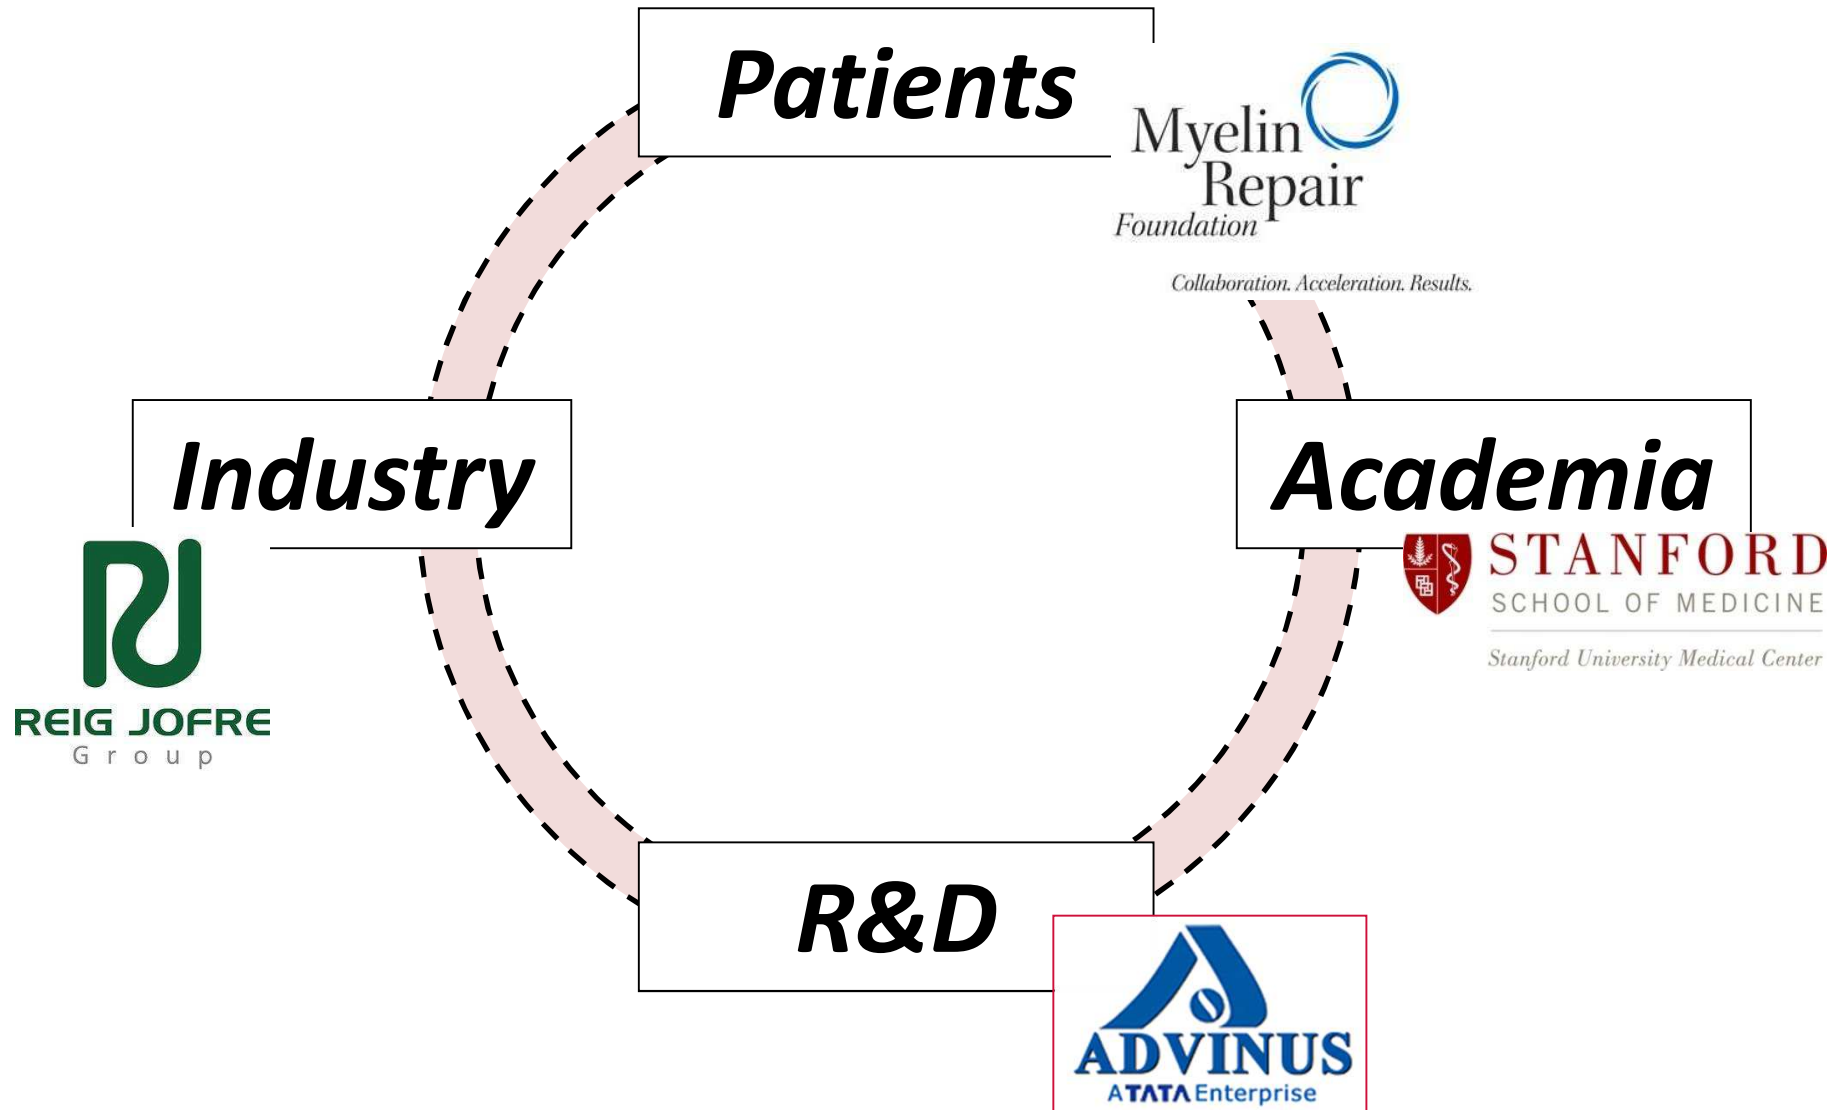 Patients
Myelin
Repair
Foundation
Collaboration. Acceleration. Results.
Industry
Academia
STANFORD
SCHOOL OF MEDICINE
Stanford University Medical Center
REIG JOFRE
Group
R&D
ADVINUS
A TATA Enterprise